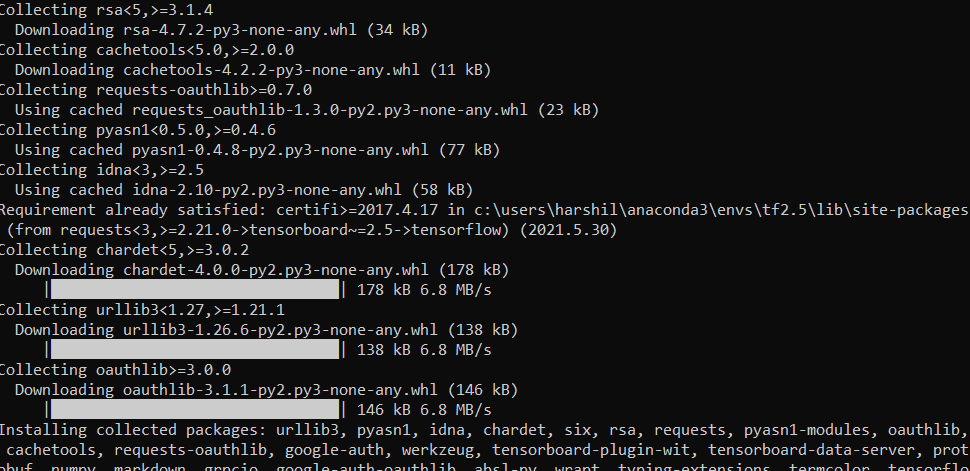 Collecting rsa<5,>=3.1.4
Downloading rsa-4.7.2-py3-none-any.whl (34 kB)
Collecting cachetools<5.0,>=2.0.0
Downloading cachetools-4.2.2-py3-none-any.whl (11 kB)
Collecting requests-oauthlib>=0.7.0
Using cached requests_oauthlib-1.3.0-py2.py3-none-any.whl (23 kB)
Collecting pyasn1<0.5.0,>=0.4.6
Using cached pyasn1-0.4.8-py2.py3-none-any.whl (77 kB)
Collecting idna<3,>=2.5
Using cached idna-2.10-py2.py3-none-any.whl (58 kB)
Requirement already satisfied: certifi>=2017.4.17 in c:\users\harshil\anaconda3\envs\tf2.5\lib\site-packages
(from requests<3,>=2.21.0->tensorboard~=2.5->tensorflow) (2021.5.30)
Collecting chardet<5,>=3.0.2
Downloading chardet-4.0.0-py2.py3-none-any.whl (178 kB)
| | 178 kB 6.8 MB/s
Collecting urllib3<1.27,>=1.21.1
Downloading urllib3-1.26.6-py2.py3-none-any.whl (138 kB)
| | 138 kB 6.8 MB/s
Collecting oauthlib>=3.0.0
Downloading oauthlib-3.1.1-py2.py3-none-any.whl (146 kB)
| | 146 kB 6.8 MB/s
Installing collected packages: urllib3, pyasn1, idna, chardet, six, rsa, requests, pyasn1-modules, oauthlib,
cachetools, requests-oauthlib, google-auth, werkzeug, tensorboard-plugin-wit, tensorboard-data-server, prot
obuf, numpy, markdown, grpcio, google-auth-oauthlib, absl-py, wrapt, typing-extensions, termcolor, tensorflo